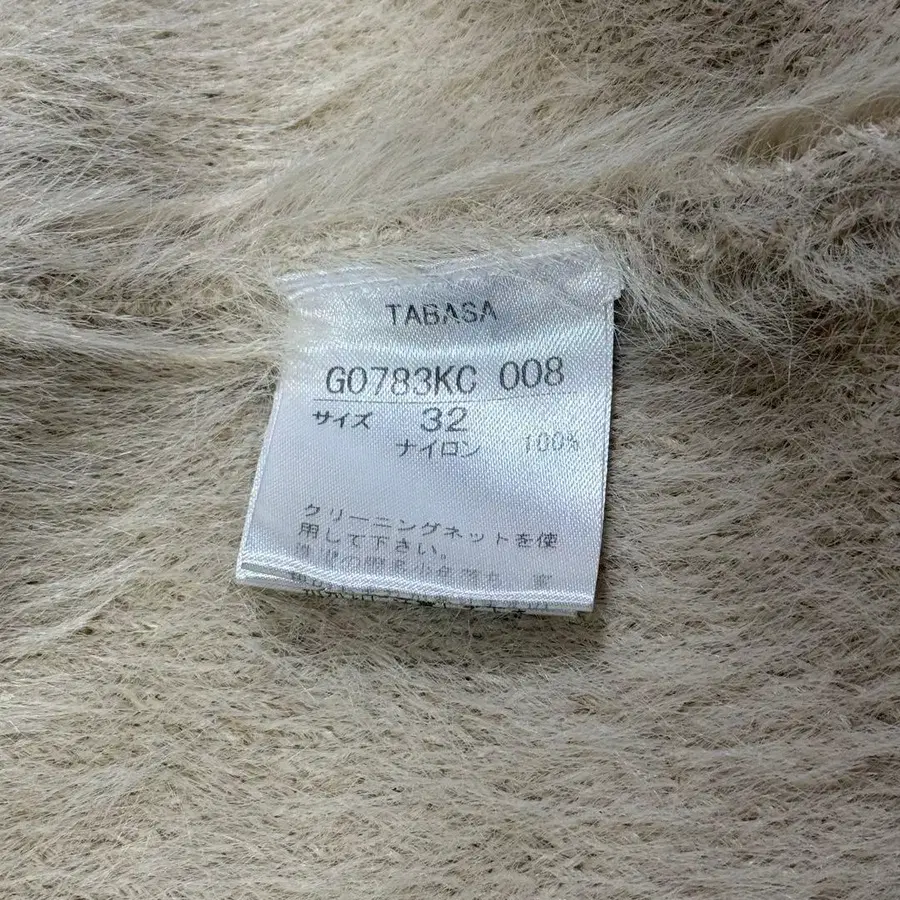 TABASA
G0783KC 008
サイズ 32
ナイロン 100%
クリーニングネットを使
用して下さい。